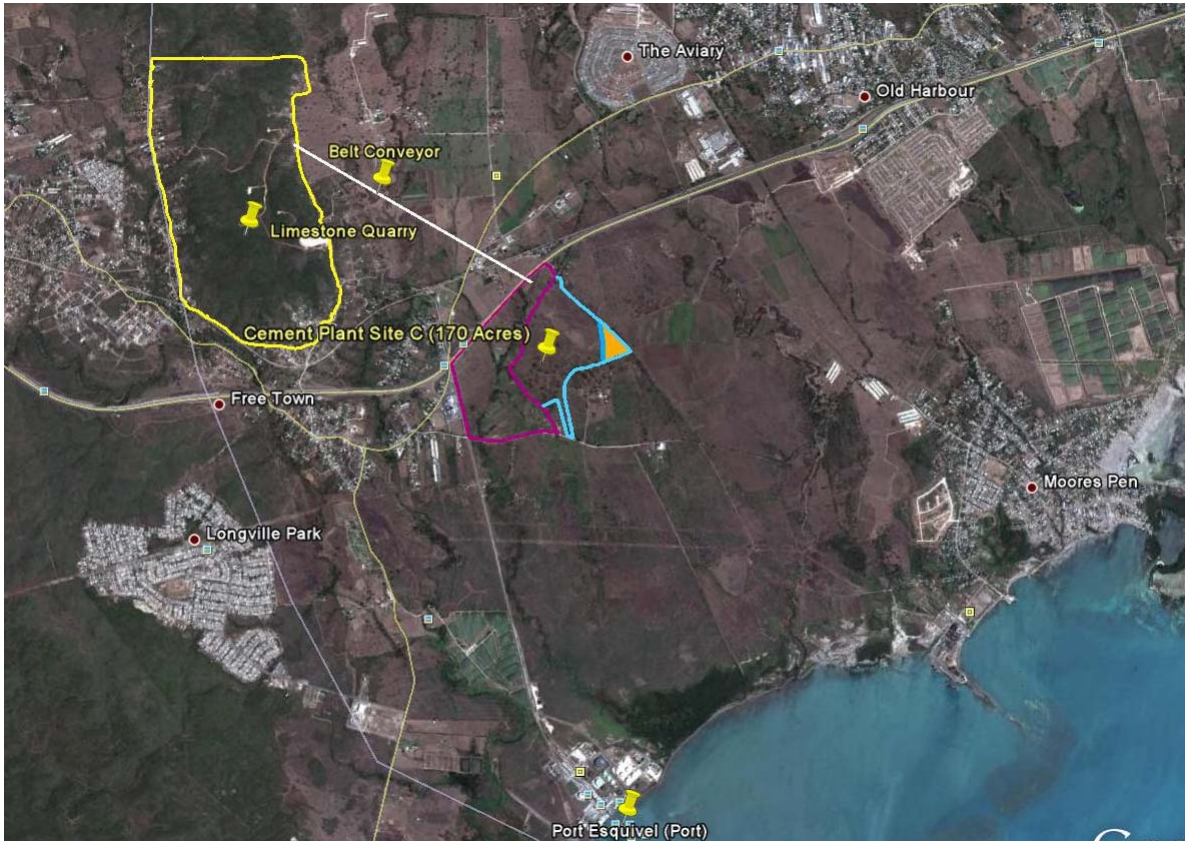 The Aviary
Old Harbour
Belt Conveyor
Limestone Quarry
Cement Plant Site C (170 Acres)
Free Town
Moores Pen
Longville Park
Port Esquivel (Port)